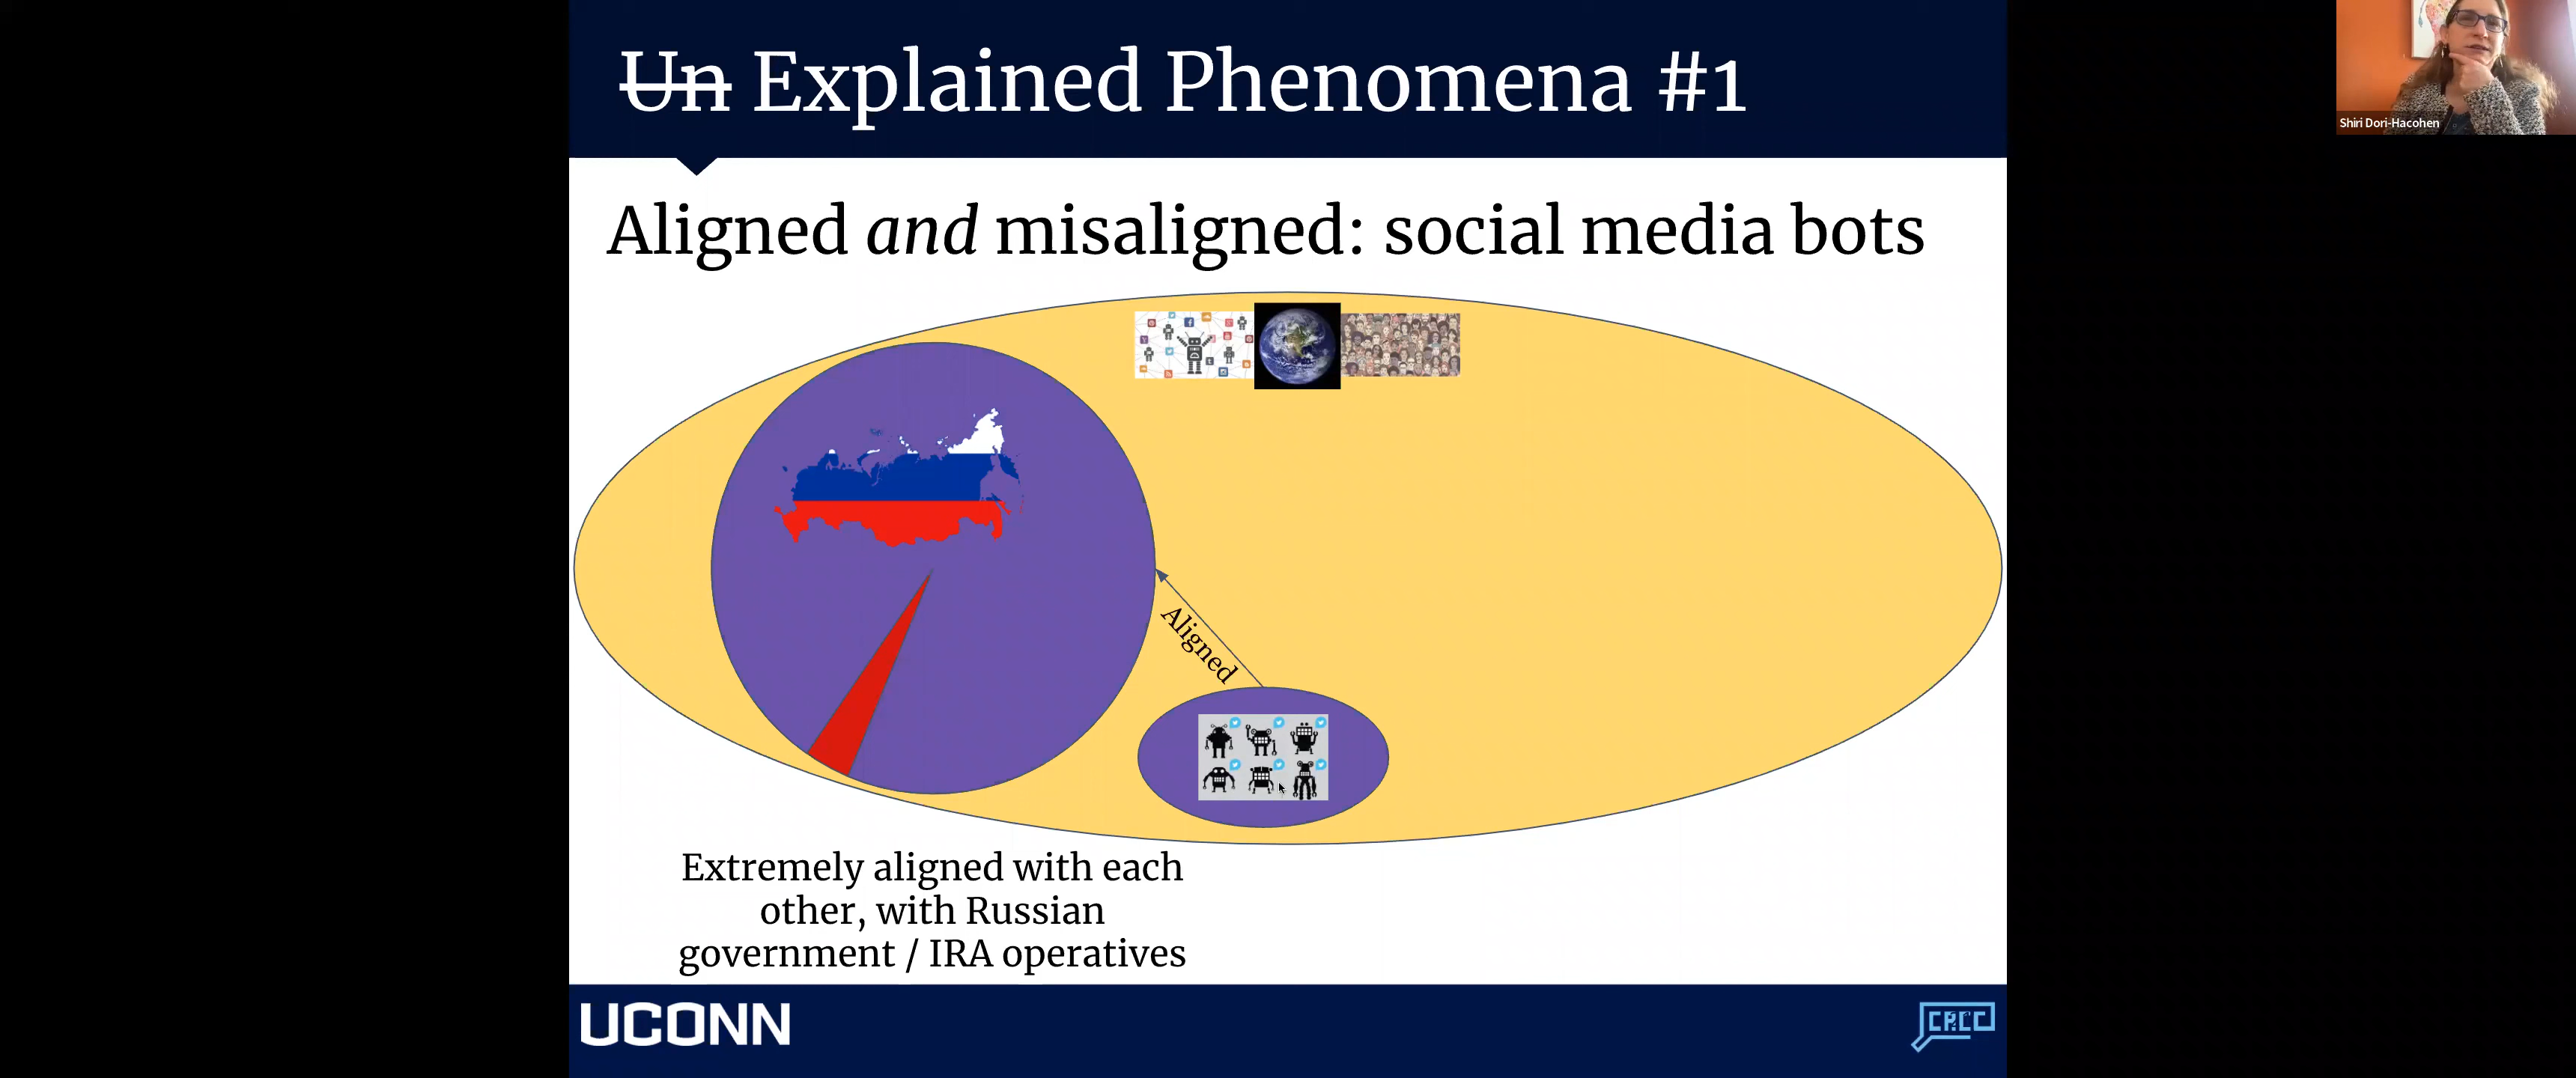 Un Explained Phenomena #1
Shiri Dori-Hacohen
Aligned and misaligned: social media bots
Aligned
Extremely aligned with each
other, with Russian
government / IRA operatives
UCONN